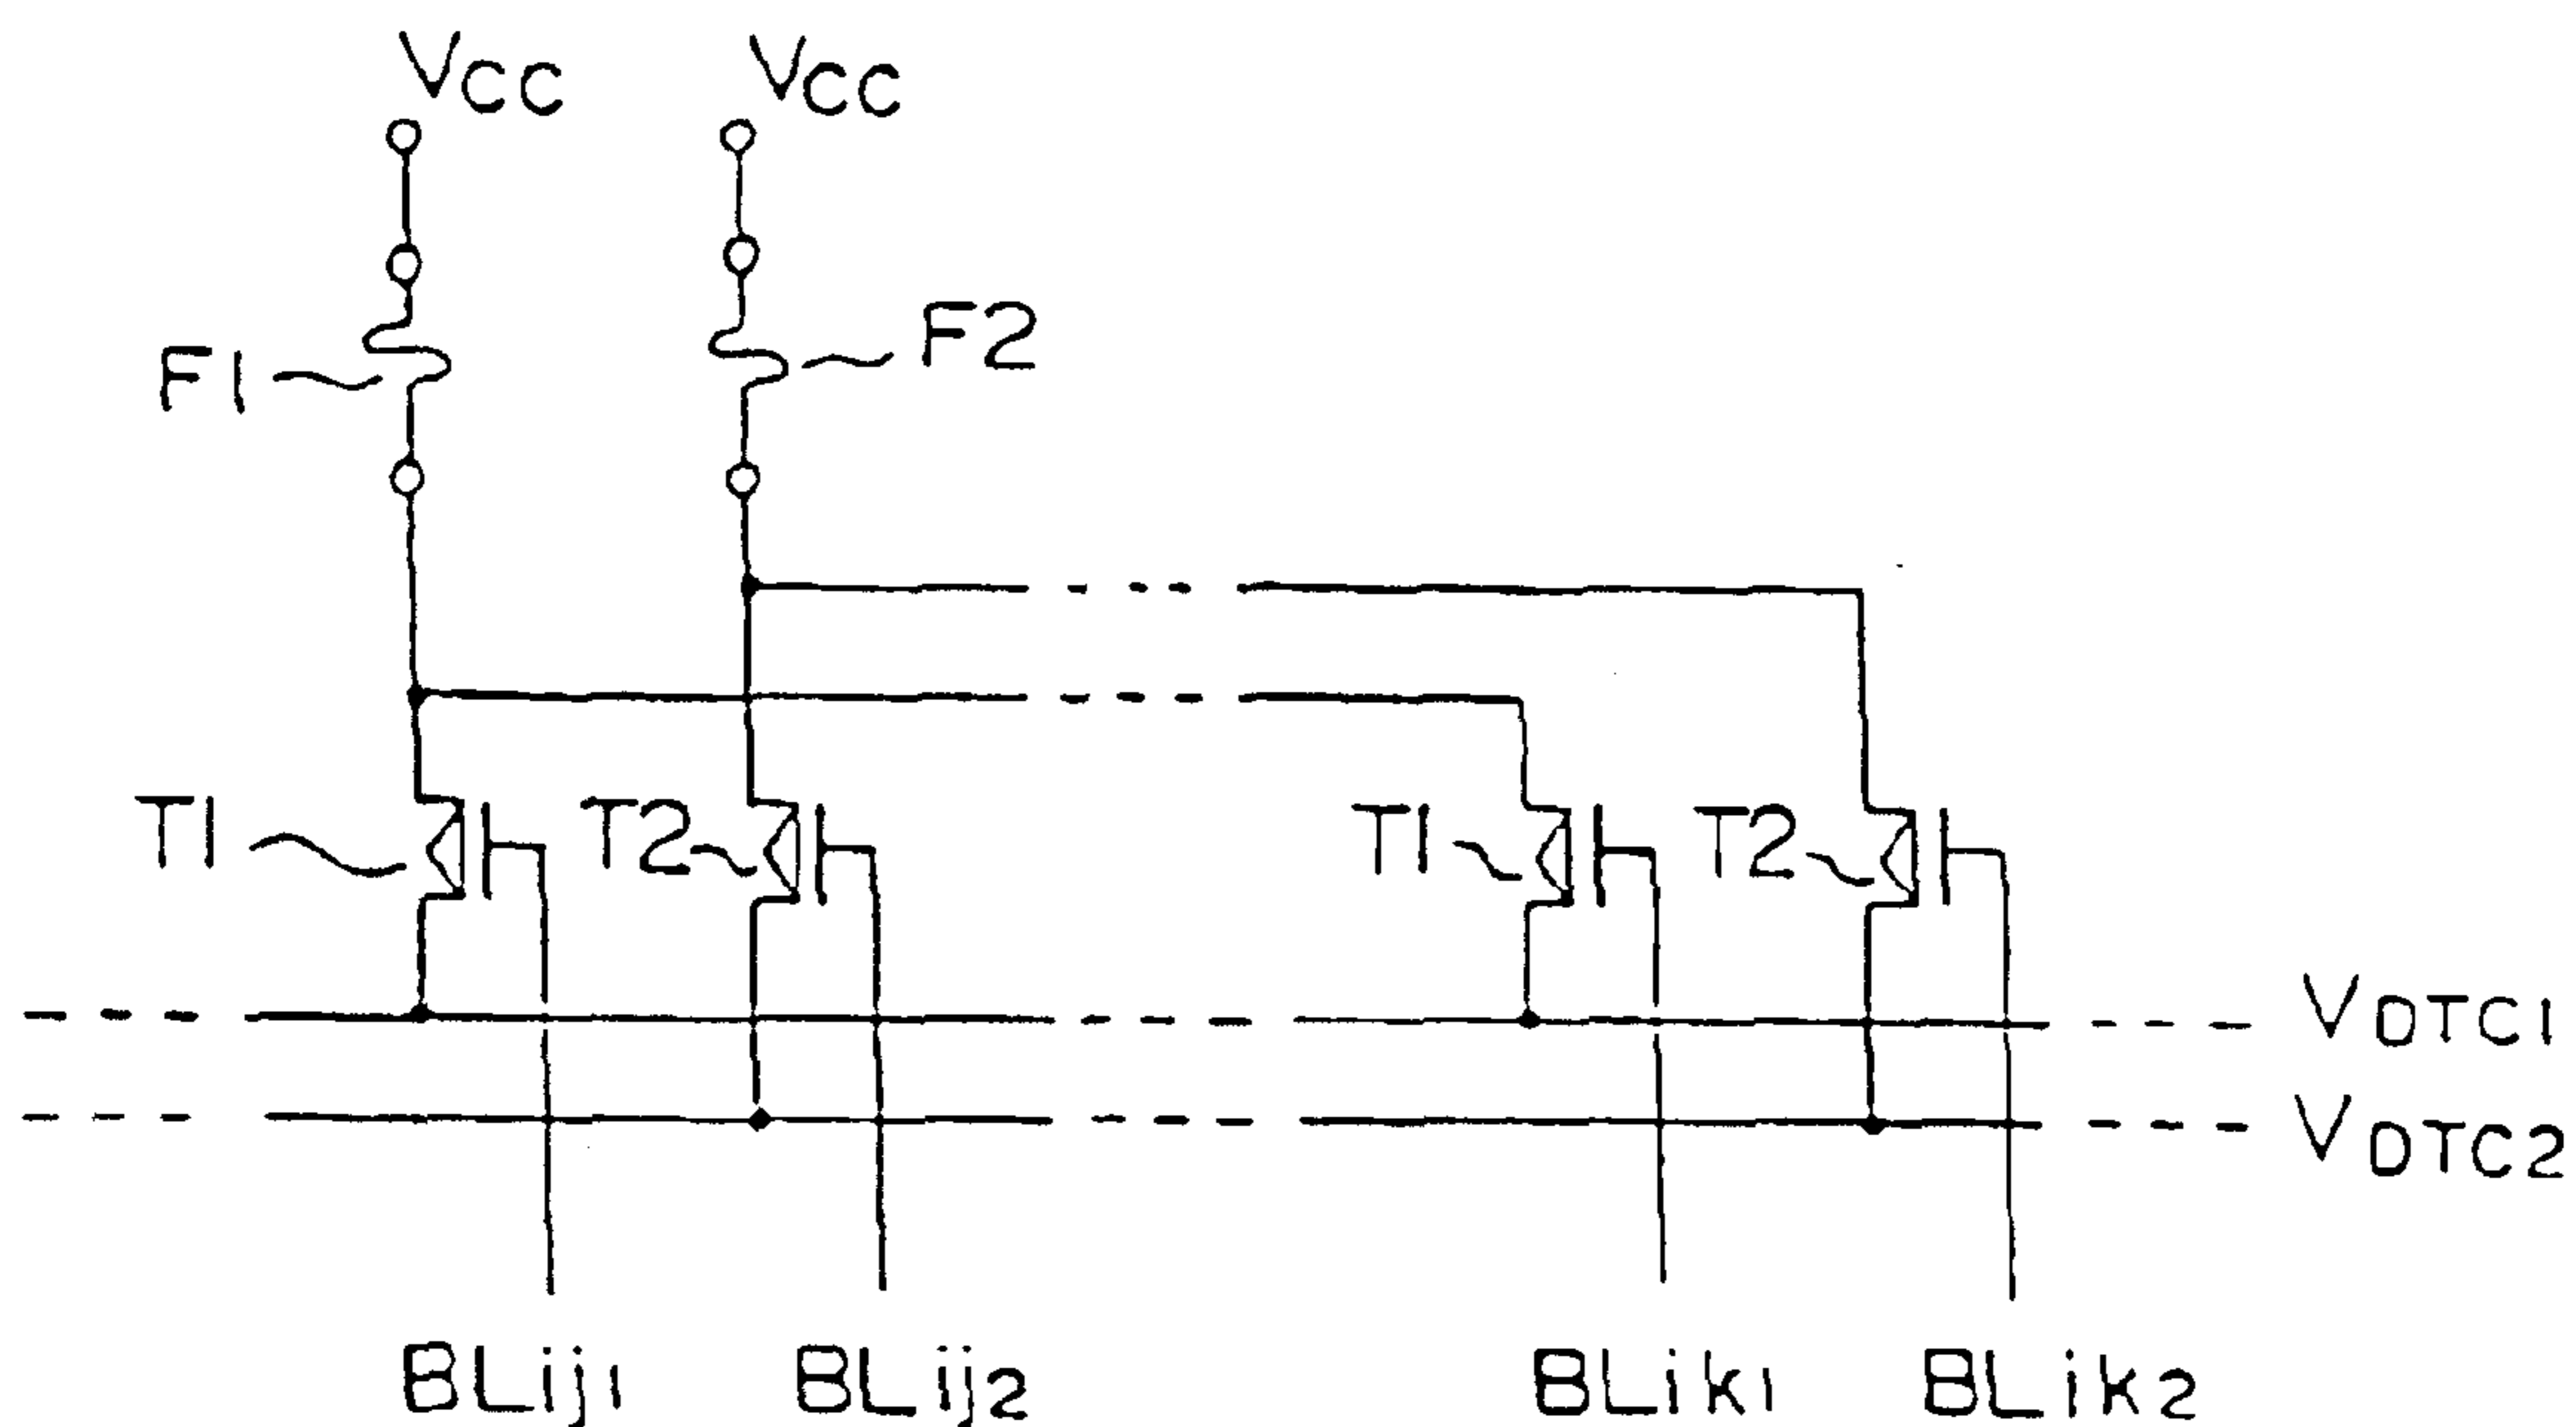 VCC VCC
F1 F2
T1 T2 T1 T2
VDTC1
VDTC2
BLij1 BLij2 BLik1 BLik2